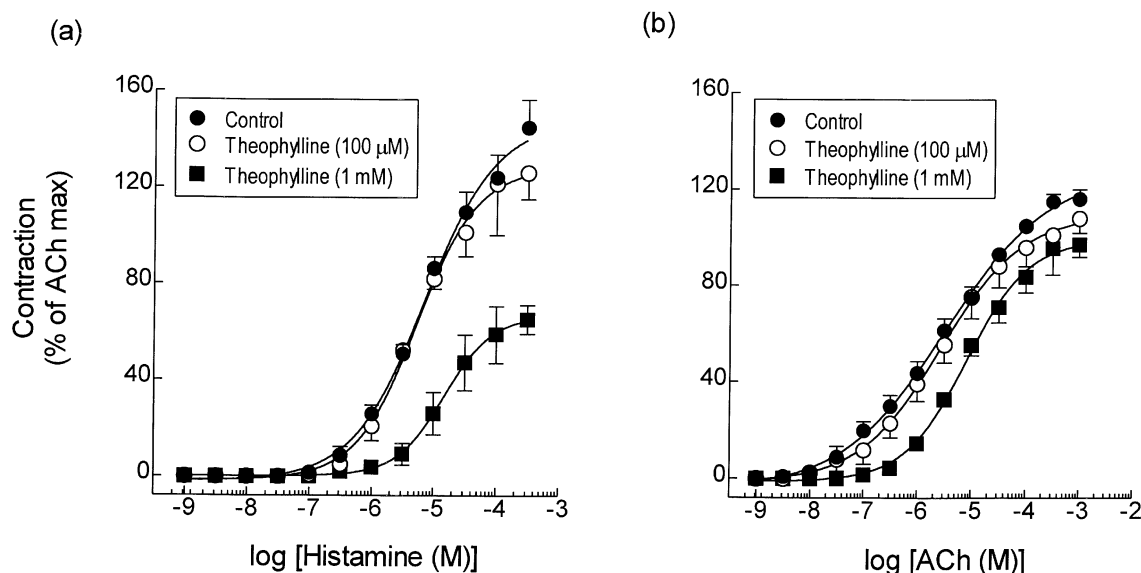 (a)
160
Control
Theophylline (100 μM)
Theophylline (1 mM)
120
80
40
0
Contraction
(% of ACh max)
-9 -8 -7 -6 -5 -4 -3
log [Histamine (M)]
(b)
160
Control
Theophylline (100 μM)
Theophylline (1 mM)
120
80
40
0
-9 -8 -7 -6 -5 -4 -3 -2
log [ACh (M)]